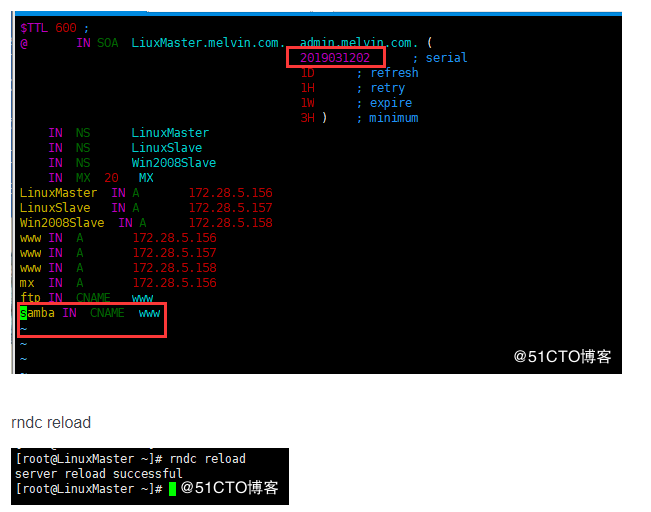 $TTL 600 ;
@ IN SOA LiuxMaster.melvin.com. admin.melvin.com. (
2019031202 ; serial
1D ; refresh
1H ; retry
1W ; expire
3H ) ; minimum
IN NS LinuxMaster
IN NS LinuxSlave
IN NS Win2008Slave
IN MX 20 MX
LinuxMaster IN A 172.28.5.156
LinuxSlave IN A 172.28.5.157
Win2008Slave IN A 172.28.5.158
www IN A 172.28.5.156
www IN A 172.28.5.157
www IN A 172.28.5.158
mx IN A 172.28.5.156
ftp IN CNAME www
samba IN CNAME www
~
~
~
@51CTO博客
rndc reload
[root@LinuxMaster ~]# rndc reload
server reload successful
[root@LinuxMaster ~]# @51CTO博客